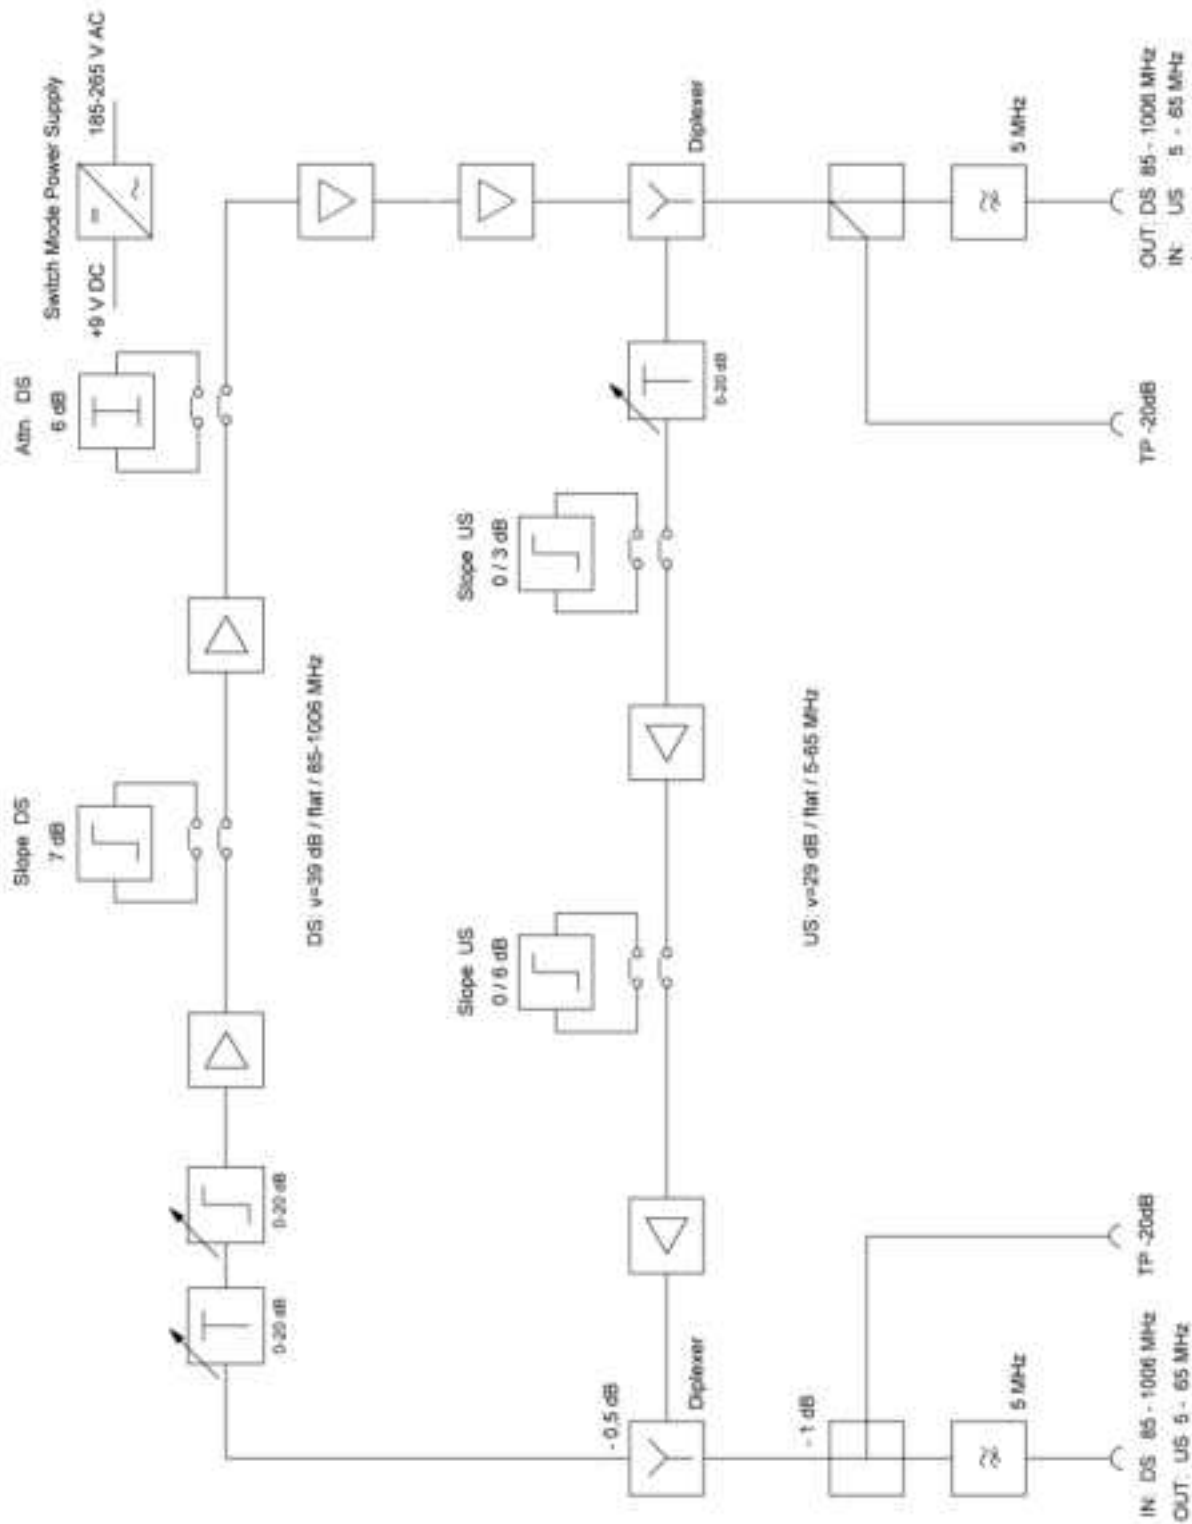 Switch Mode Power Supply
+9 V DC
185-265 V AC
Attn. DS
6 dB
Slope DS
7 dB
0-20 dB
0-20 dB
DS: v=39 dB / flat / 85-1006 MHz
Slope US
0 / 6 dB
Slope US
0 / 3 dB
0-20 dB
- 0,5 dB
Diplexer
Diplexer
US: v=29 dB / flat / 5-65 MHz
- 1 dB
5 MHz
5 MHz
IN: DS 85 - 1006 MHz
OUT: US 5 - 65 MHz
TP -20dB
TP -20dB
OUT: DS 85 - 1006 MHz
IN: US 5 - 65 MHz